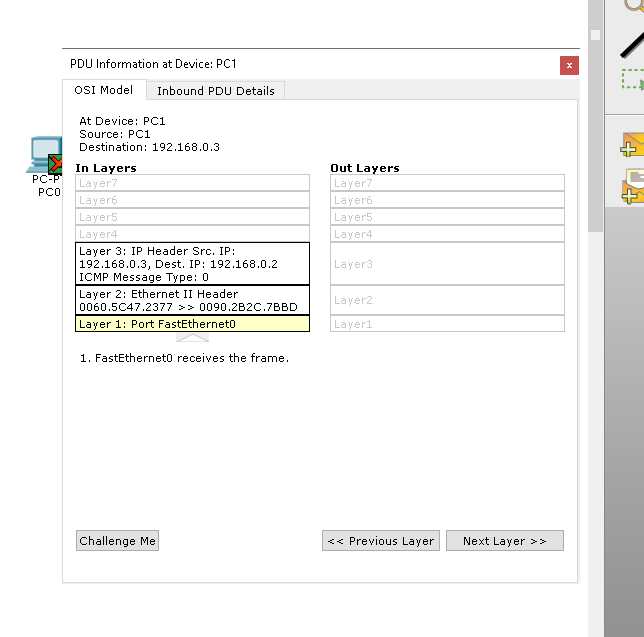 PDU Information at Device: PC1
x
OSI Model
Inbound PDU Details
At Device: PC1
Source: PC1
Destination: 192.168.0.3
In Layers
Layer7
Layer6
Layer5
Layer4
Layer 3: IP Header Src. IP:
192.168.0.3, Dest. IP: 192.168.0.2
ICMP Message Type: 0
Layer 2: Ethernet II Header
0060.5C47.2377 >> 0090.2B2C.7BBD
Layer 1: Port FastEthernet0
Out Layers
Layer7
Layer6
Layer5
Layer4
Layer3
Layer2
Layer1
1. FastEthernet0 receives the frame.
Challenge Me
<< Previous Layer
Next Layer >>
PC-P
PC0